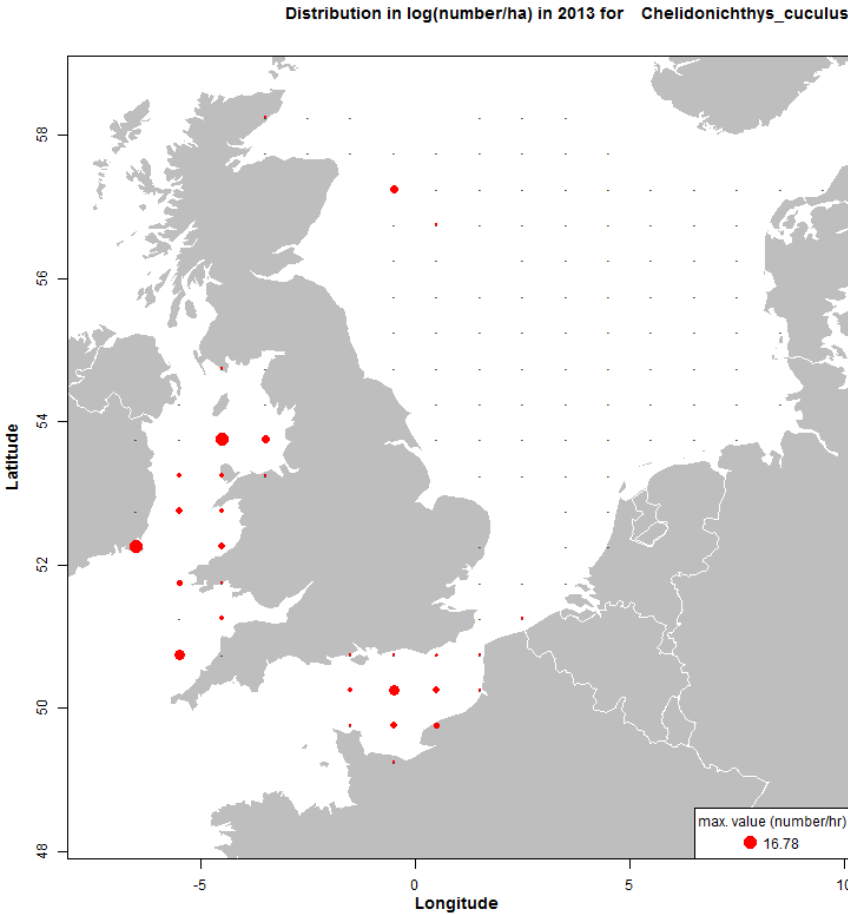 Distribution in log(number/ha) in 2013 for Chelidonichthys_cuculus
58
56
54
52
50
48
Latitude
-5
0
5
10
Longitude
max. value (number/hr)
16.78